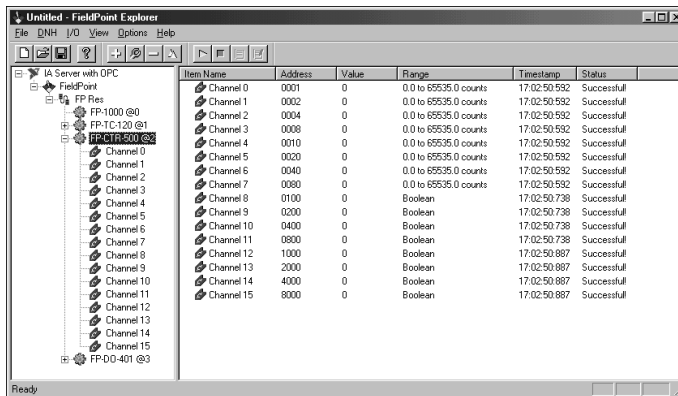 Untitled - FieldPoint Explorer
File DNH I/O View Options Help
IA Server with OPC
FieldPoint
FP Res
FP-1000 @0
FP-TC-120 @1
FP-CTR-500 @2
Channel 0
Channel 1
Channel 2
Channel 3
Channel 4
Channel 5
Channel 6
Channel 7
Channel 8
Channel 9
Channel 10
Channel 11
Channel 12
Channel 13
Channel 14
Channel 15
FP-DO-401 @3
Item Name Address Value Range Timestamp Status
Channel 0 0001 0 0.0 to 65535.0 counts 17:02:50:592 Successful!
Channel 1 0002 0 0.0 to 65535.0 counts 17:02:50:592 Successful!
Channel 2 0004 0 0.0 to 65535.0 counts 17:02:50:592 Successful!
Channel 3 0008 0 0.0 to 65535.0 counts 17:02:50:592 Successful!
Channel 4 0010 0 0.0 to 65535.0 counts 17:02:50:592 Successful!
Channel 5 0020 0 0.0 to 65535.0 counts 17:02:50:592 Successful!
Channel 6 0040 0 0.0 to 65535.0 counts 17:02:50:592 Successful!
Channel 7 0080 0 0.0 to 65535.0 counts 17:02:50:592 Successful!
Channel 8 0100 0 Boolean 17:02:50:738 Successful!
Channel 9 0200 0 Boolean 17:02:50:738 Successful!
Channel 10 0400 0 Boolean 17:02:50:738 Successful!
Channel 11 0800 0 Boolean 17:02:50:738 Successful!
Channel 12 1000 0 Boolean 17:02:50:887 Successful!
Channel 13 2000 0 Boolean 17:02:50:887 Successful!
Channel 14 4000 0 Boolean 17:02:50:887 Successful!
Channel 15 8000 0 Boolean 17:02:50:887 Successful!
Ready